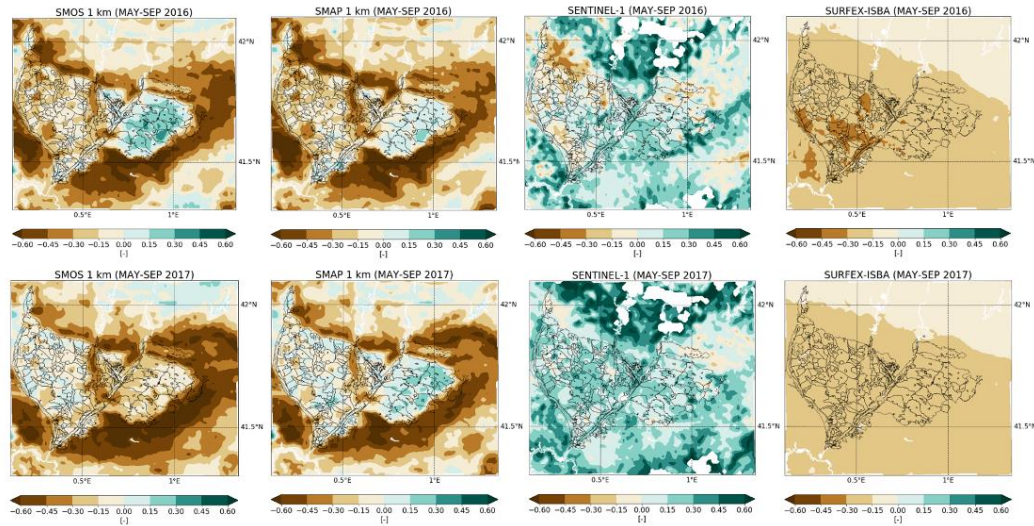 SMOS 1 km (MAY-SEP 2016)
42°N
41.5°N
0.5°E 1°E
−0.60 −0.45 −0.30 −0.15 0.00 0.15 0.30 0.45 0.60
[-]
SMAP 1 km (MAY-SEP 2016)
42°N
41.5°N
0.5°E 1°E
−0.60 −0.45 −0.30 −0.15 0.00 0.15 0.30 0.45 0.60
[-]
SENTINEL-1 (MAY-SEP 2016)
42°N
41.5°N
0.5°E 1°E
−0.60 −0.45 −0.30 −0.15 0.00 0.15 0.30 0.45 0.60
[-]
SURFEX-ISBA (MAY-SEP 2016)
42°N
41.5°N
0.5°E 1°E
−0.60 −0.45 −0.30 −0.15 0.00 0.15 0.30 0.45 0.60
[-]
SMOS 1 km (MAY-SEP 2017)
42°N
41.5°N
0.5°E 1°E
−0.60 −0.45 −0.30 −0.15 0.00 0.15 0.30 0.45 0.60
[-]
SMAP 1 km (MAY-SEP 2017)
42°N
41.5°N
0.5°E 1°E
−0.60 −0.45 −0.30 −0.15 0.00 0.15 0.30 0.45 0.60
[-]
SENTINEL-1 (MAY-SEP 2017)
42°N
41.5°N
0.5°E 1°E
−0.60 −0.45 −0.30 −0.15 0.00 0.15 0.30 0.45 0.60
[-]
SURFEX-ISBA (MAY-SEP 2017)
42°N
41.5°N
0.5°E 1°E
−0.60 −0.45 −0.30 −0.15 0.00 0.15 0.30 0.45 0.60
[-]